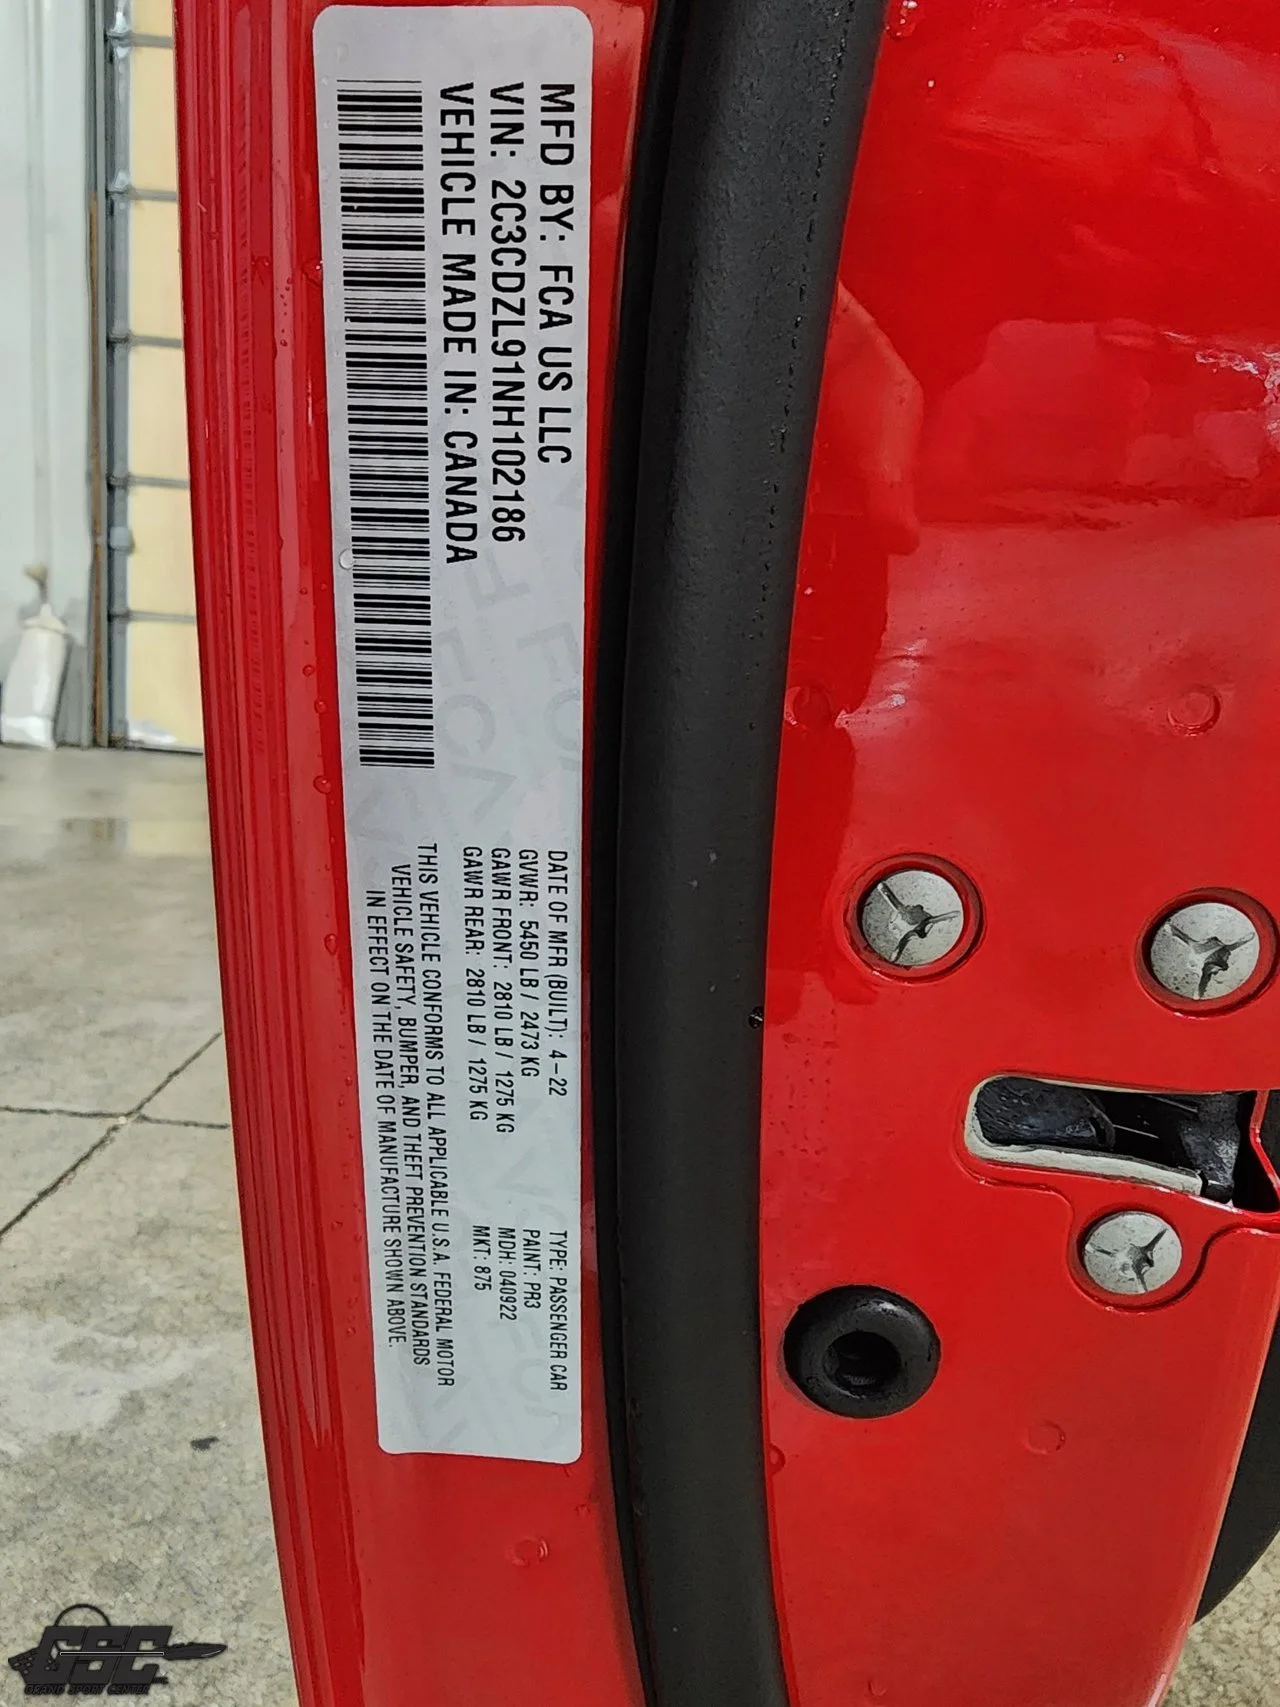 MFD BY: FCA US LLC
VIN: 2C3CDZL91NH102186
VEHICLE MADE IN: CANADA
DATE OF MFR (BUILT): 4-22
GVWR: 5450 LB / 2473 KG
GAWR FRONT: 2810 LB / 1275 KG
GAWR REAR: 2810 LB / 1275 KG
TYPE: PASSENGER CAR
PAINT: PR3
MDH: 040922
MKT: 875
THIS VEHICLE CONFORMS TO ALL APPLICABLE U.S.A. FEDERAL MOTOR
VEHICLE SAFETY, BUMPER, AND THEFT PREVENTION STANDARDS
IN EFFECT ON THE DATE OF MANUFACTURE SHOWN ABOVE.
GSC
GRAND SPORT CENTER